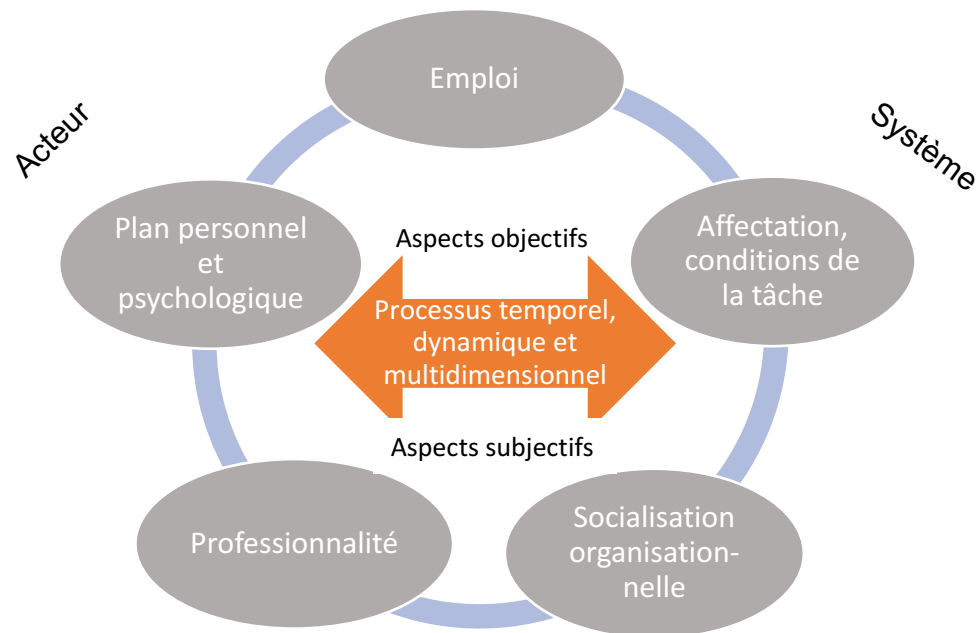 Emploi
Acteur
Système
Plan personnel
et
psychologique
Affectation,
conditions de
la tâche
Aspects objectifs
Processus temporel,
dynamique et
multidimensionnel
Aspects subjectifs
Professionnalité
Socialisation
organisation-
nelle